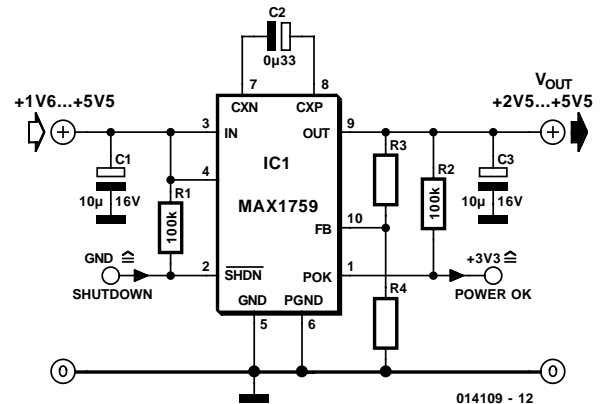 C2
0µ33
7
8
CXN
CXP
+1V6...+5V5
VOUT
+2V5...+5V5
3
IN
OUT
9
C1
10µ
16V
4
R1
100k
IC1
MAX1759
R3
R2
100k
C3
10µ
16V
10
FB
GND ≙
SHUTDOWN
2
SHDN
POK
1
+3V3 ≙
POWER OK
R4
GND
PGND
5
6
0
0
014109 - 12